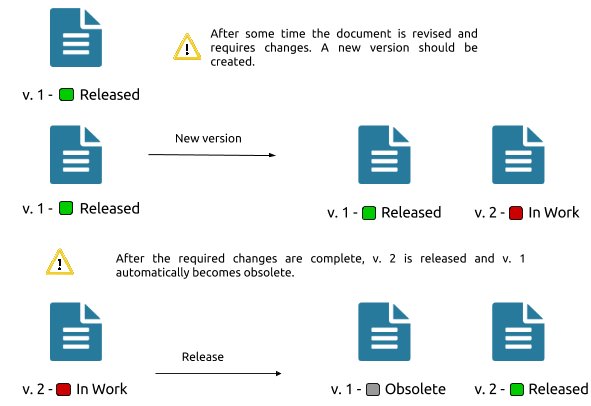 After some time the document is revised and
requires changes. A new version should be
created.
v. 1 - Released
New version
v. 1 - Released
v. 1 - Released
v. 2 - In Work
After the required changes are complete, v. 2 is released and v. 1
automatically becomes obsolete.
Release
v. 2 - In Work
v. 1 - Obsolete
v. 2 - Released